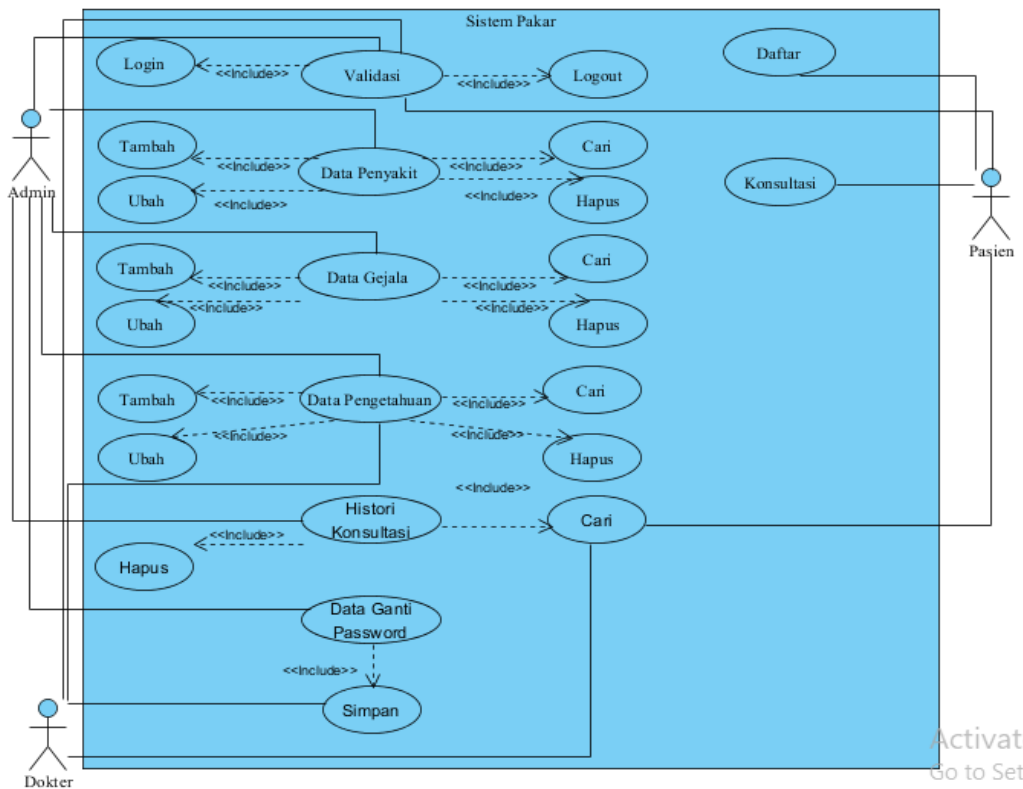 Sistem Pakar
Login
<<Include>>
Validasi
<<Include>>
Logout
Daftar
Admin
Tambah
<<Include>>
Data Penyakit
<<Include>>
Cari
Ubah
<<Include>>
<<Include>>
Hapus
Konsultasi
Pasien
Tambah
<<Include>>
Data Gejala
<<Include>>
Cari
Ubah
<<Include>>
<<Include>>
Hapus
Tambah
<<Include>>
Data Pengetahuan
<<Include>>
Cari
Ubah
<<Include>>
<<Include>>
Hapus
<<Include>>
Histori
Konsultasi
Cari
<<Include>>
Hapus
Data Ganti
Password
<<Include>>
Simpan
Dokter
Activat
Go to Set